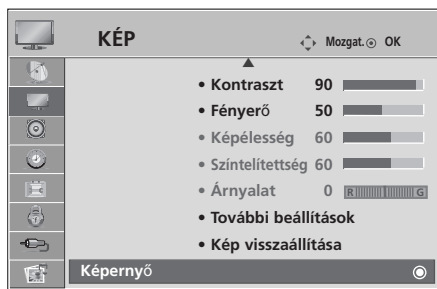 KÉP
Mozgat. OK
• Kontraszt 90
• Fényerő 50
• Képélesség 60
• Színtelítettség 60
• Árnyalat 0 R G
• További beállítások
• Kép visszaállítása
Képernyő